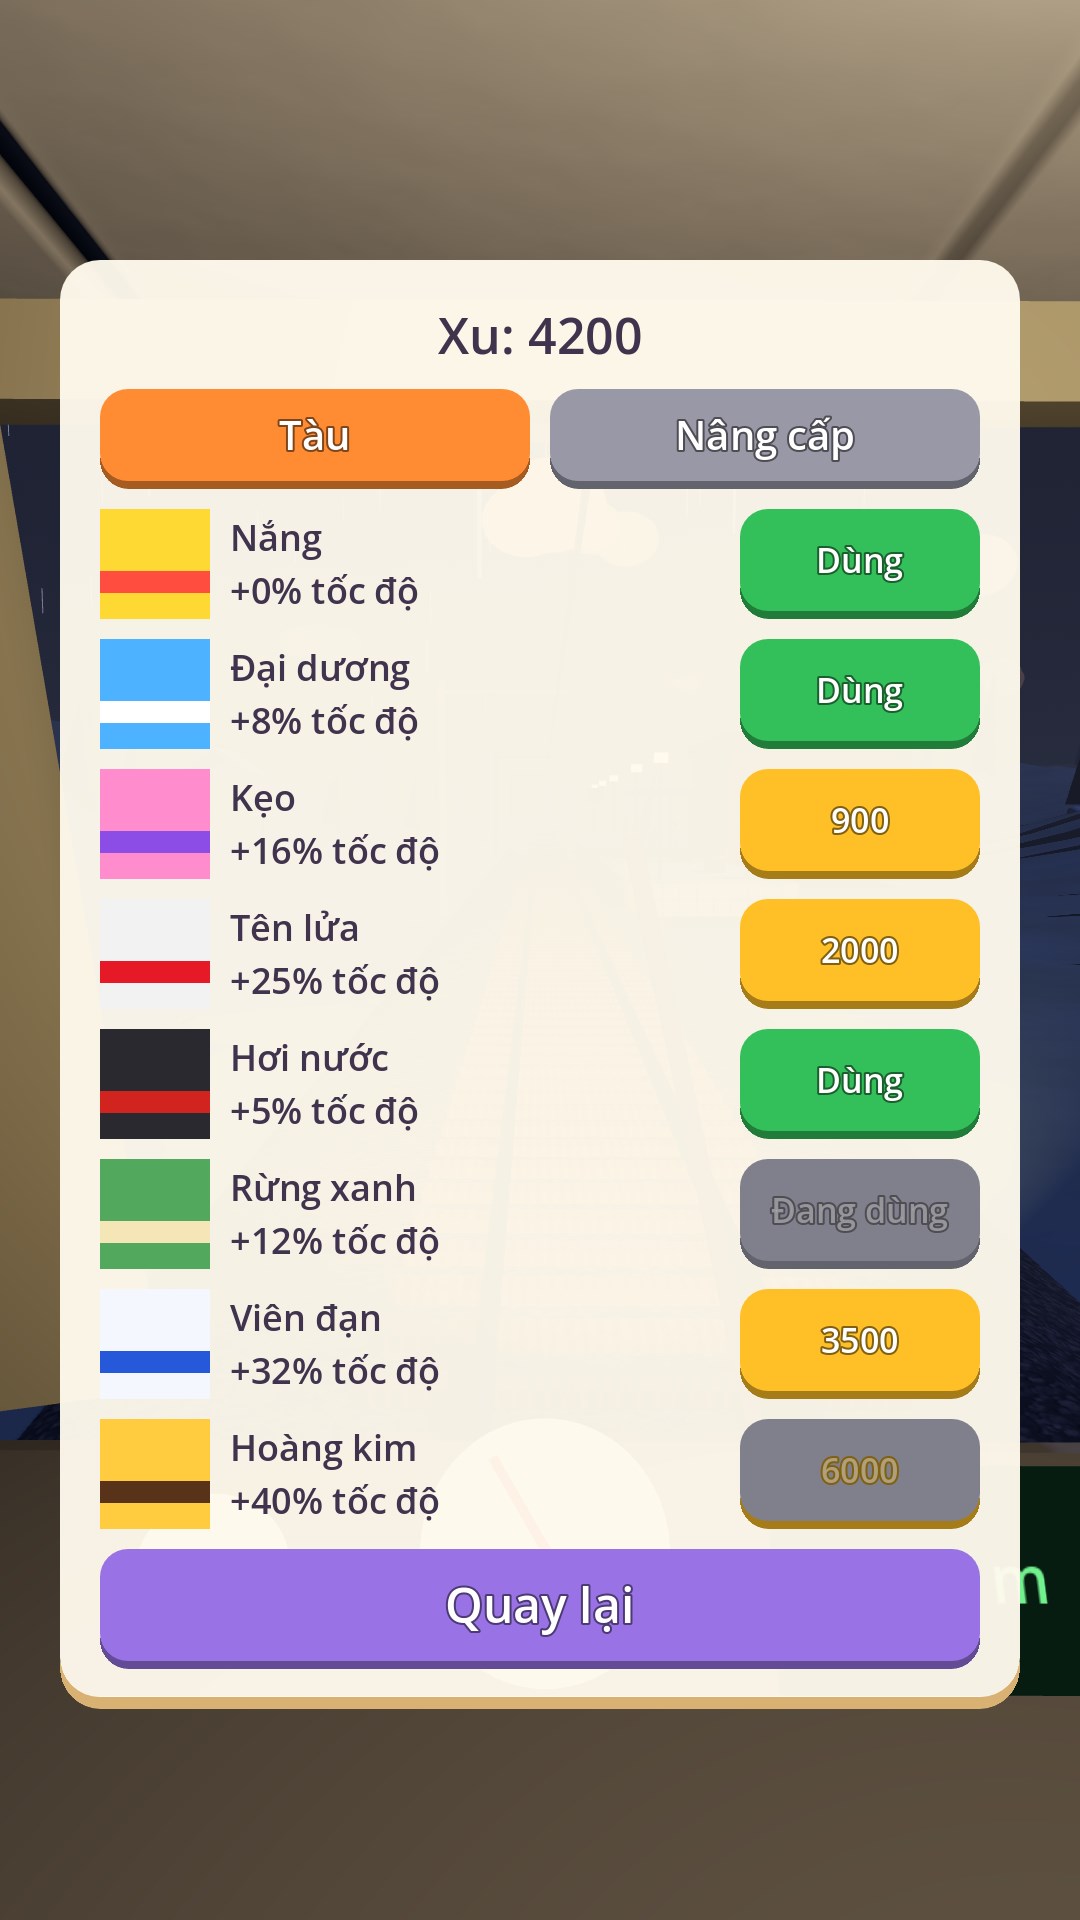 Xu: 4200
Tàu
Nâng cấp
Nắng
+0% tốc độ
Dùng
Đại dương
+8% tốc độ
Dùng
Kẹo
+16% tốc độ
900
Tên lửa
+25% tốc độ
2000
Hơi nước
+5% tốc độ
Dùng
Rừng xanh
+12% tốc độ
Đang dùng
Viên đạn
+32% tốc độ
3500
Hoàng kim
+40% tốc độ
6000
Quay lại
m